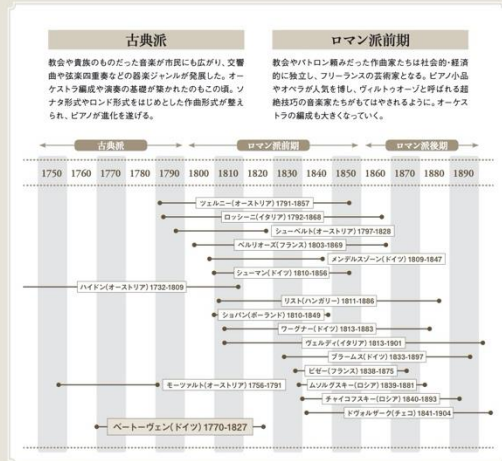 古典派
教会や貴族のものだった音楽が市民にも広がり、交響
曲や弦楽四重奏などの器楽ジャンルが発展した。オー
ケストラ編成や演奏の基礎が築かれたのもこの頃。ソ
ナタ形式やロンド形式をはじめとした作曲形式が整え
られ、ピアノが進化を遂げる。
ロマン派前期
教会やパトロン頼みだった作曲家たちは社会的・経済
的に独立し、フリーランスの芸術家となる。ピアノ小品
やオペラが人気を博し、ヴィルトゥオーゾと呼ばれる超
絶技巧の音楽家たちがもてはやされるように。オーケス
トラの編成も大きくなっていく。
古典派 ロマン派前期 ロマン派後期
1750 1760 1770 1780 1790 1800 1810 1820 1830 1840 1850 1860 1870 1880 1890
ツェルニー(オーストリア) 1791-1857
ロッシーニ(イタリア) 1792-1868
シューベルト(オーストリア) 1797-1828
ベルリオーズ(フランス) 1803-1869
メンデルスゾーン(ドイツ) 1809-1847
シューマン(ドイツ) 1810-1856
ハイドン(オーストリア) 1732-1809
リスト(ハンガリー) 1811-1886
ショパン(ポーランド) 1810-1849
ワーグナー(ドイツ) 1813-1883
ヴェルディ(イタリア) 1813-1901
ブラームス(ドイツ) 1833-1897
ビゼー(フランス) 1838-1875
モーツァルト(オーストリア) 1756-1791
ムソルグスキー(ロシア) 1839-1881
チャイコフスキー(ロシア) 1840-1893
ドヴォルザーク(チェコ) 1841-1904
ベートーヴェン(ドイツ) 1770-1827